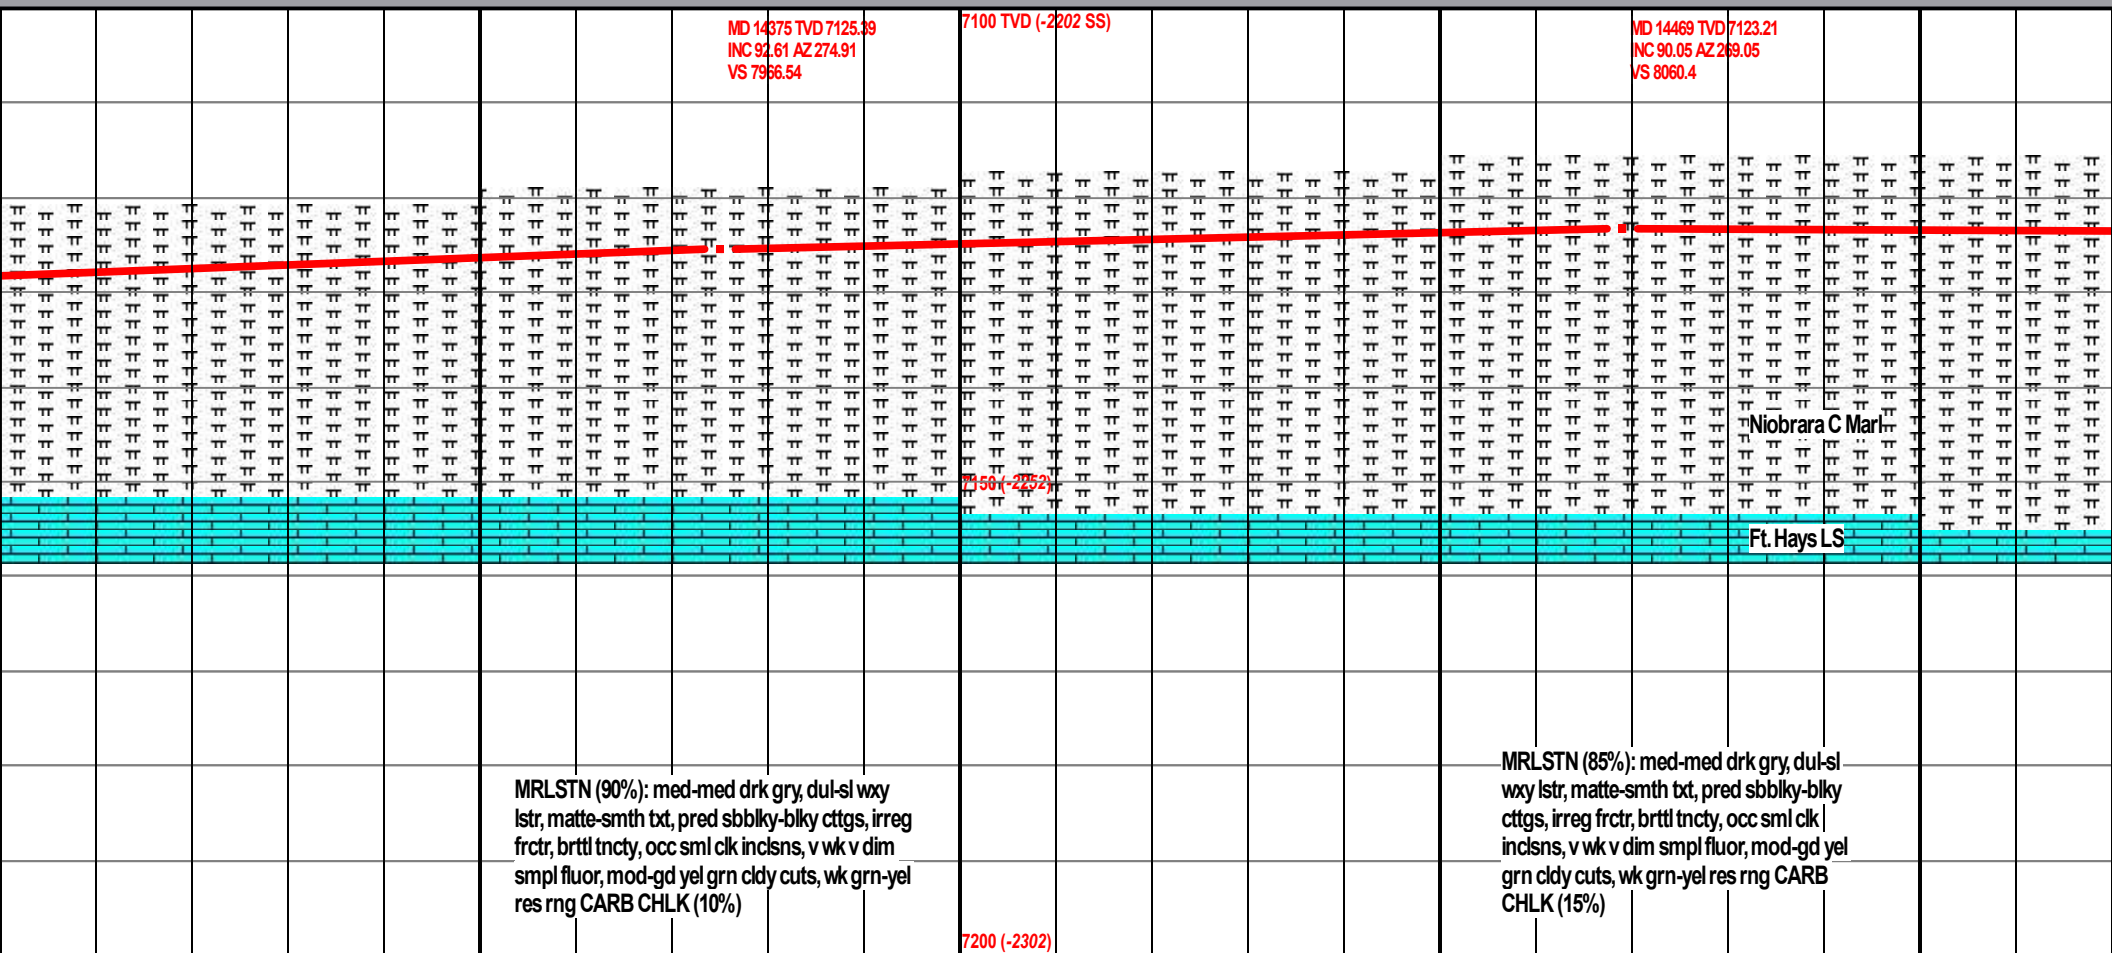 MD 14375 TVD 7125.39
INC 92.61 AZ 274.91
VS 7966.54
7100 TVD (-2202 SS)
MD 14469 TVD 7123.21
INC 90.05 AZ 269.05
VS 8060.4
Niobrara C Marl
7150 (-2252)
Ft. Hays LS
MRLSTN (90%): med-med drk gry, dul-sl wxy
lstr, matte-smth txt, pred sbblky-blky cttgs, irreg
frctr, brttl tncty, occ sml clk inclsns, v wk v dim
smpl fluor, mod-gd yel grn cldy cuts, wk grn-yel
res rng CARB CHLK (10%)
MRLSTN (85%): med-med drk gry, dul-sl
wxy lstr, matte-smth txt, pred sbblky-blky
cttgs, irreg frctr, brttl tncty, occ sml clk
inclsns, v wk v dim smpl fluor, mod-gd yel
grn cldy cuts, wk grn-yel res rng CARB
CHLK (15%)
7200 (-2302)